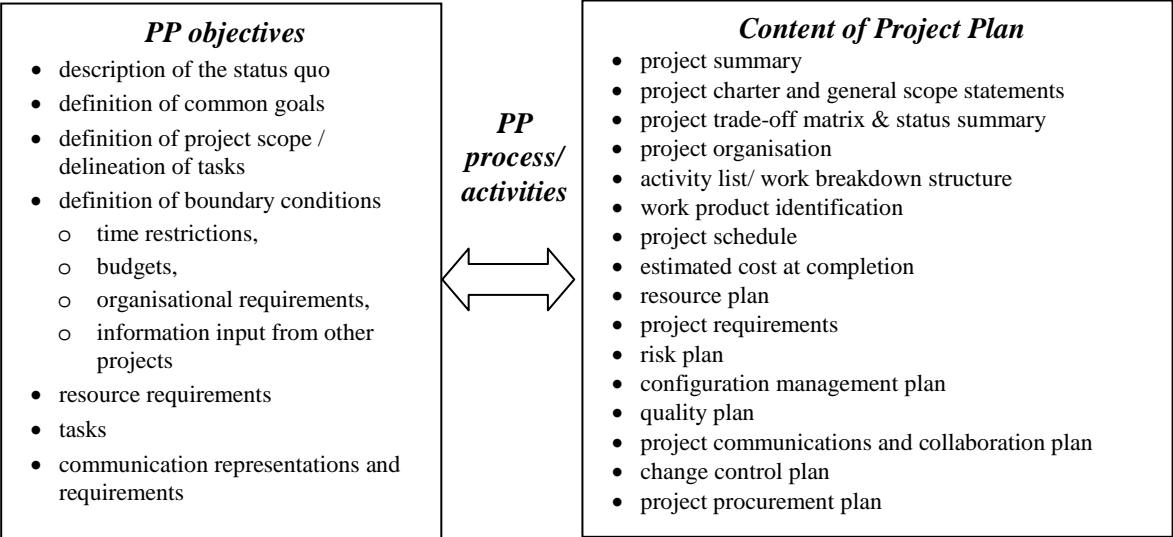 PP objectives
• description of the status quo
• definition of common goals
• definition of project scope /
delineation of tasks
• definition of boundary conditions
o time restrictions,
o budgets,
o organisational requirements,
o information input from other
projects
• resource requirements
• tasks
• communication representations and
requirements
PP
process/
activities
Content of Project Plan
• project summary
• project charter and general scope statements
• project trade-off matrix & status summary
• project organisation
• activity list/ work breakdown structure
• work product identification
• project schedule
• estimated cost at completion
• resource plan
• project requirements
• risk plan
• configuration management plan
• quality plan
• project communications and collaboration plan
• change control plan
• project procurement plan